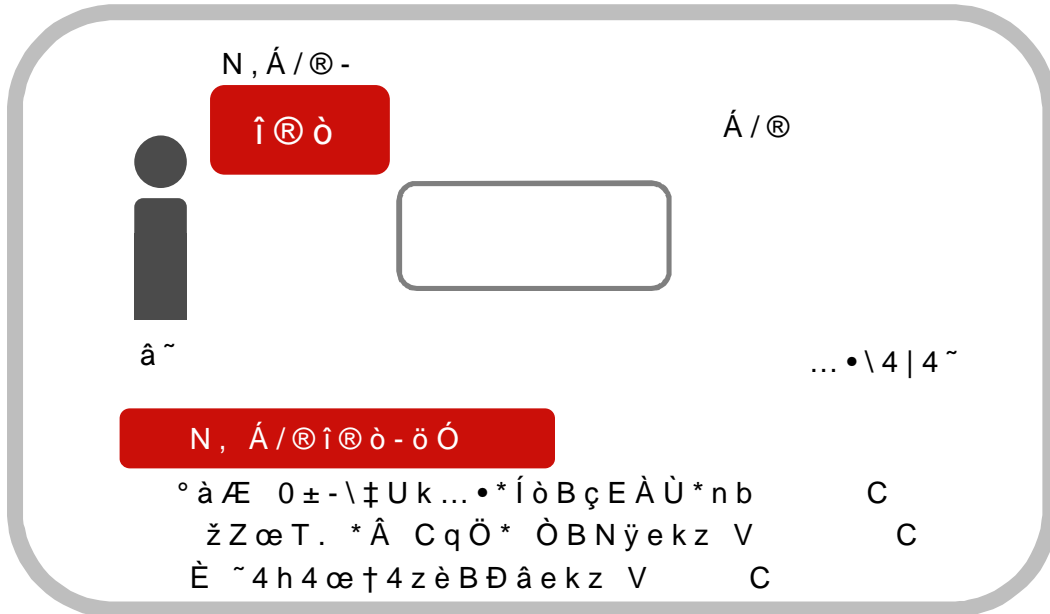 N , Á / ® -
î ® ò
Á / ®
â ˜
… • \ 4 | 4 ˜
N , Á / ® î ® ò - ö Ó
° à Æ 0 ± - \ ‡ U k … • * Í ò B ç E À Ù * n b C
ž Z œ T . * Â C q Ö * Ò B N ÿ e k z V C
È ˜ 4 h 4 œ † 4 z è B Ð â e k z V C